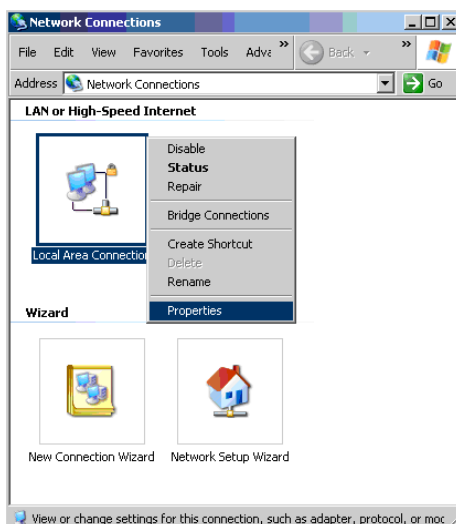 Network Connections
File Edit View Favorites Tools Adva » Back »
Address Network Connections Go
LAN or High-Speed Internet
Local Area Connection
Disable
Status
Repair
Bridge Connections
Create Shortcut
Delete
Rename
Properties
Wizard
New Connection Wizard
Network Setup Wizard
View or change settings for this connection, such as adapter, protocol, or moc